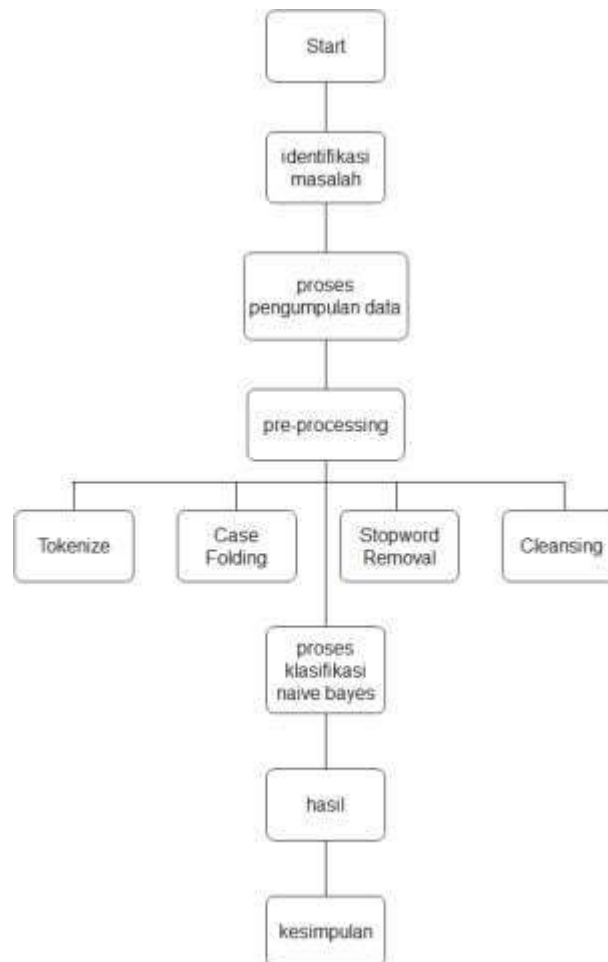 Start
identifikasi
masalah
proses
pengumpulan data
pre-processing
Tokenize
Case
Folding
Stopword
Removal
Cleansing
proses
klasifikasi
naive bayes
hasil
kesimpulan